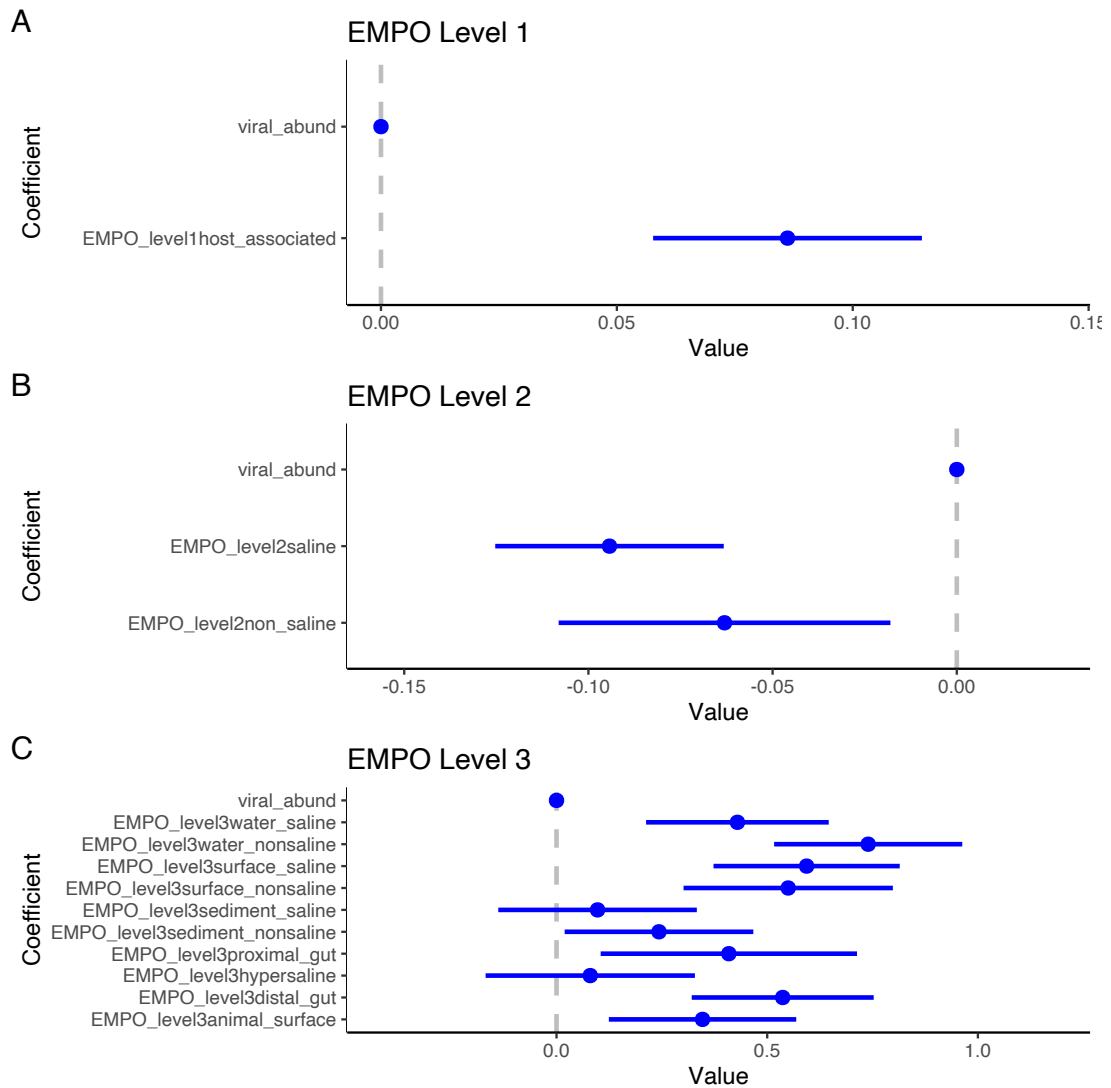 A
EMPO Level 1
Coefficient
viral_abund
EMPO_level1host_associated
0.00 0.05 0.10 0.15
Value
B
EMPO Level 2
Coefficient
viral_abund
EMPO_level2saline
EMPO_level2non_saline
-0.15 -0.10 -0.05 0.00
Value
C
EMPO Level 3
Coefficient
viral_abund
EMPO_level3water_saline
EMPO_level3water_nonsaline
EMPO_level3surface_saline
EMPO_level3surface_nonsaline
EMPO_level3sediment_saline
EMPO_level3sediment_nonsaline
EMPO_level3proximal_gut
EMPO_level3hypersaline
EMPO_level3distal_gut
EMPO_level3animal_surface
0.0 0.5 1.0
Value